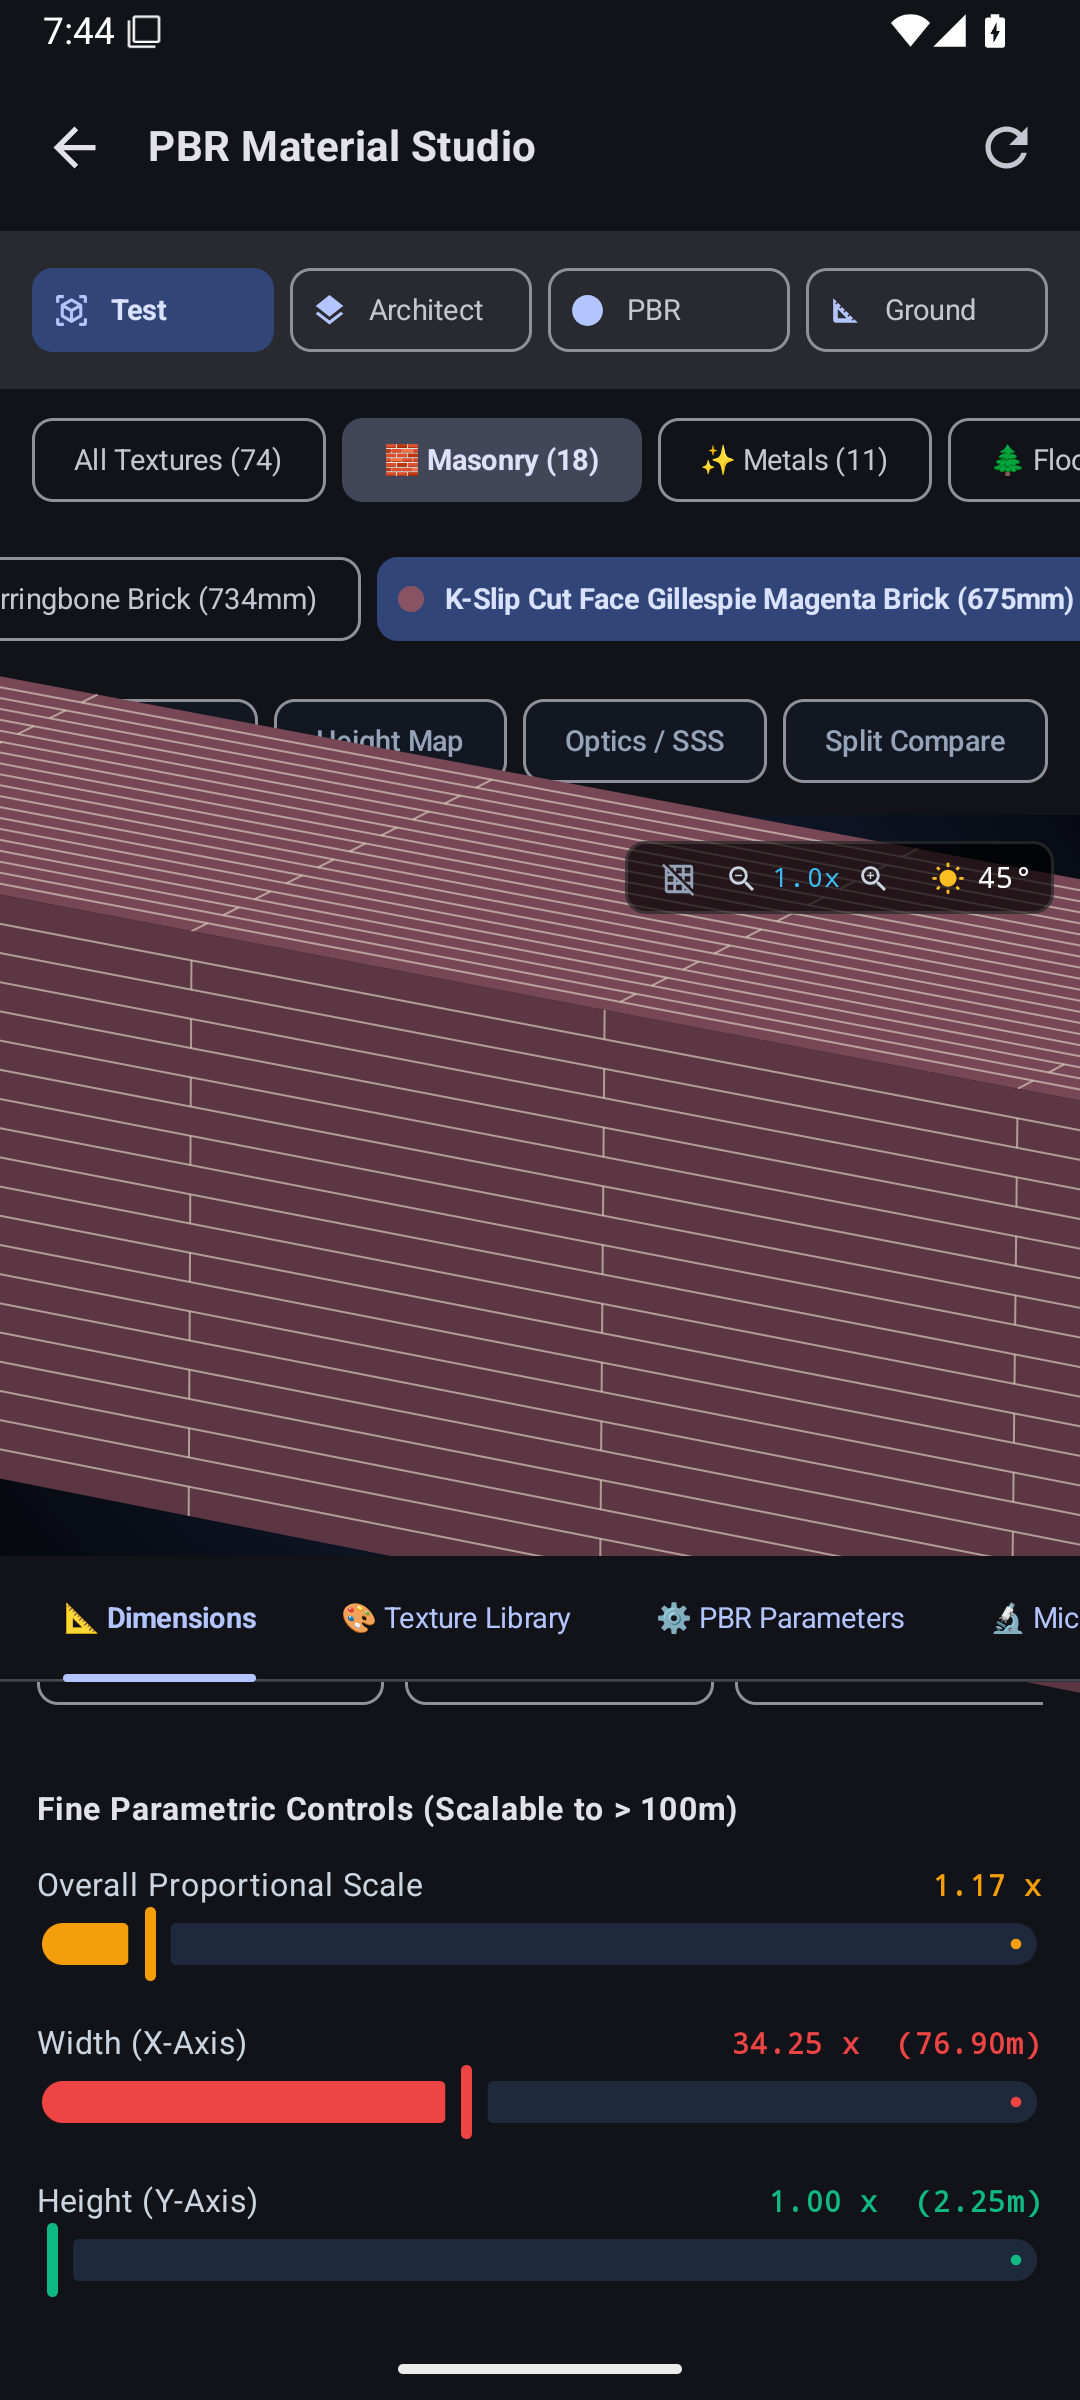 7:44
PBR Material Studio
Test
Architect
PBR
Ground
All Textures (74)
🧱 Masonry (18)
✨ Metals (11)
🌲 Floo
rringbone Brick (734mm)
K-Slip Cut Face Gillespie Magenta Brick (675mm)
Height Map
Optics / SSS
Split Compare
1.0x
45°
📐 Dimensions
🎨 Texture Library
⚙️ PBR Parameters
🔬 Mic
Fine Parametric Controls (Scalable to > 100m)
Overall Proportional Scale
1.17 x
Width (X-Axis)
34.25 x (76.90m)
Height (Y-Axis)
1.00 x (2.25m)